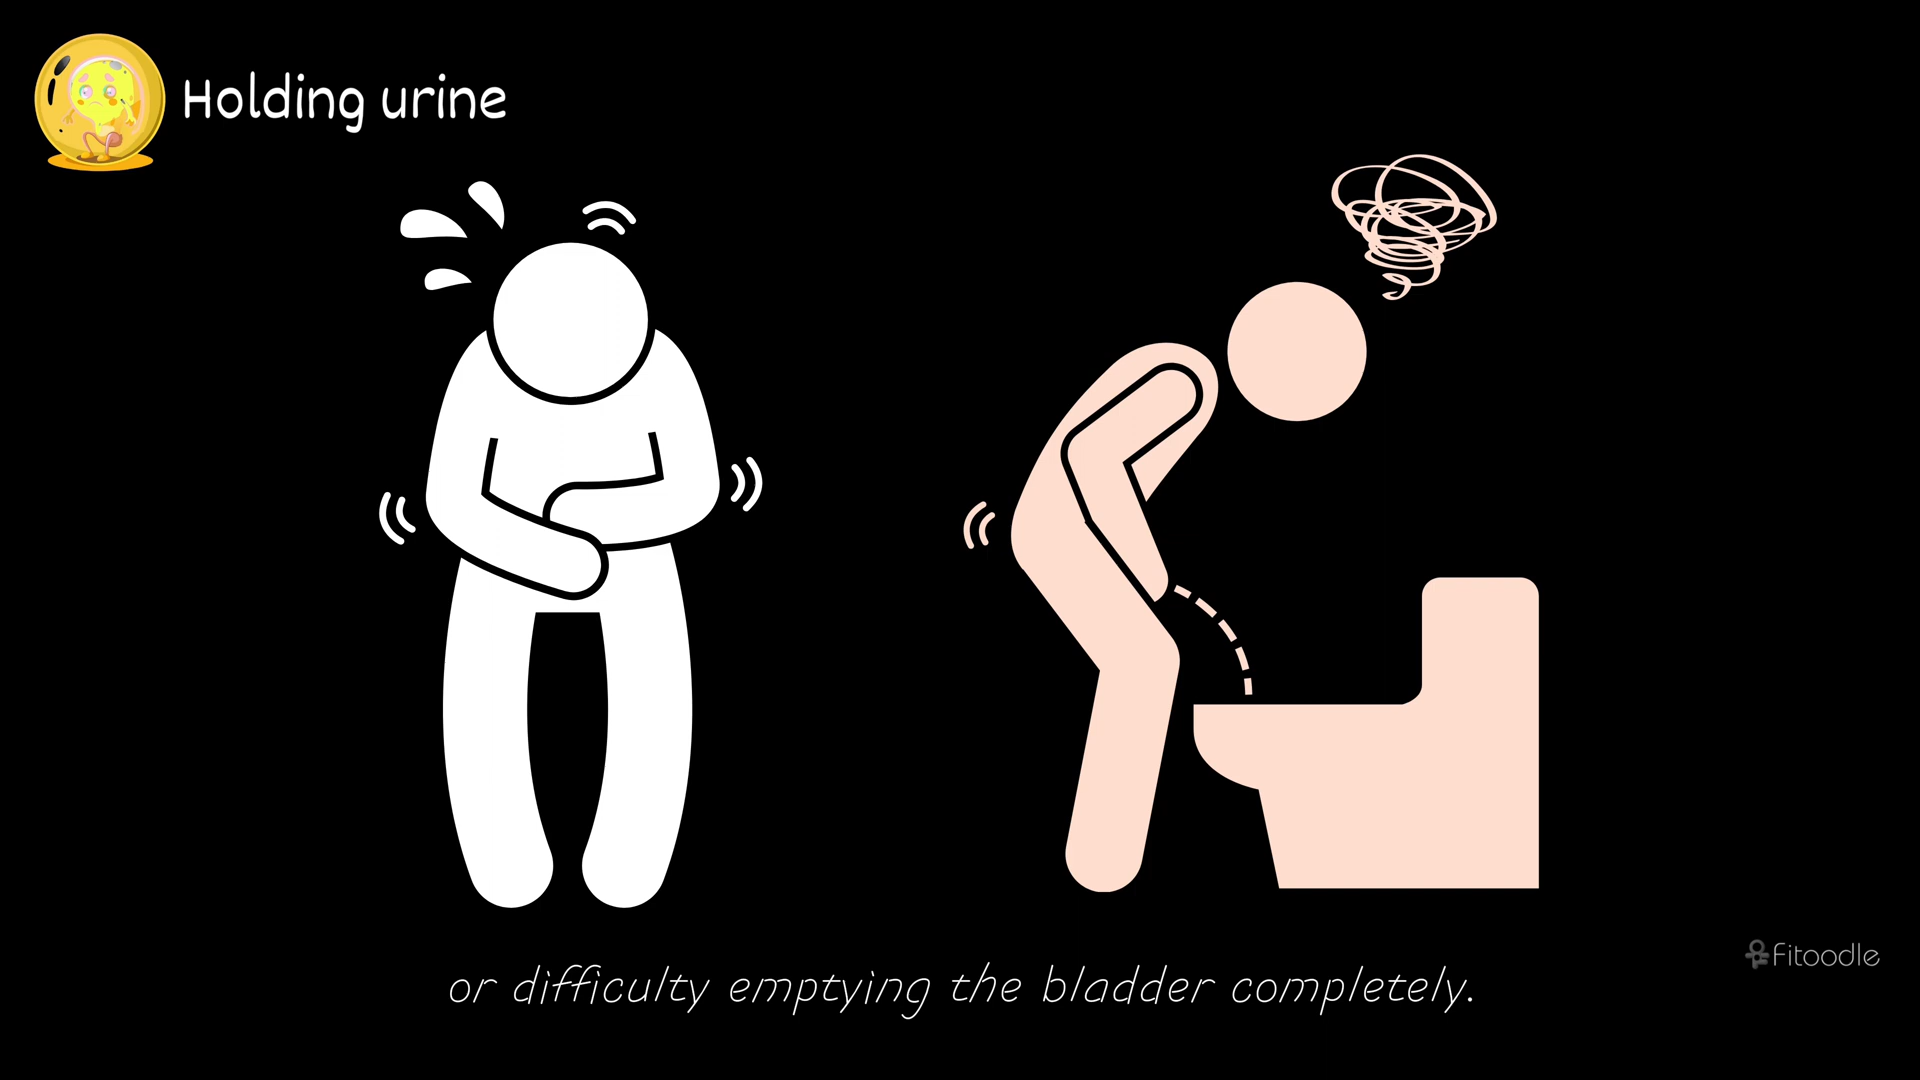 Holding urine
Fitoodle
or difficulty emptying the bladder completely.